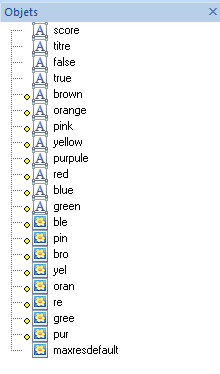 Objets
score
titre
false
true
brown
orange
pink
yellow
purpule
red
blue
green
ble
pin
bro
yel
oran
re
gree
pur
maxresdefault